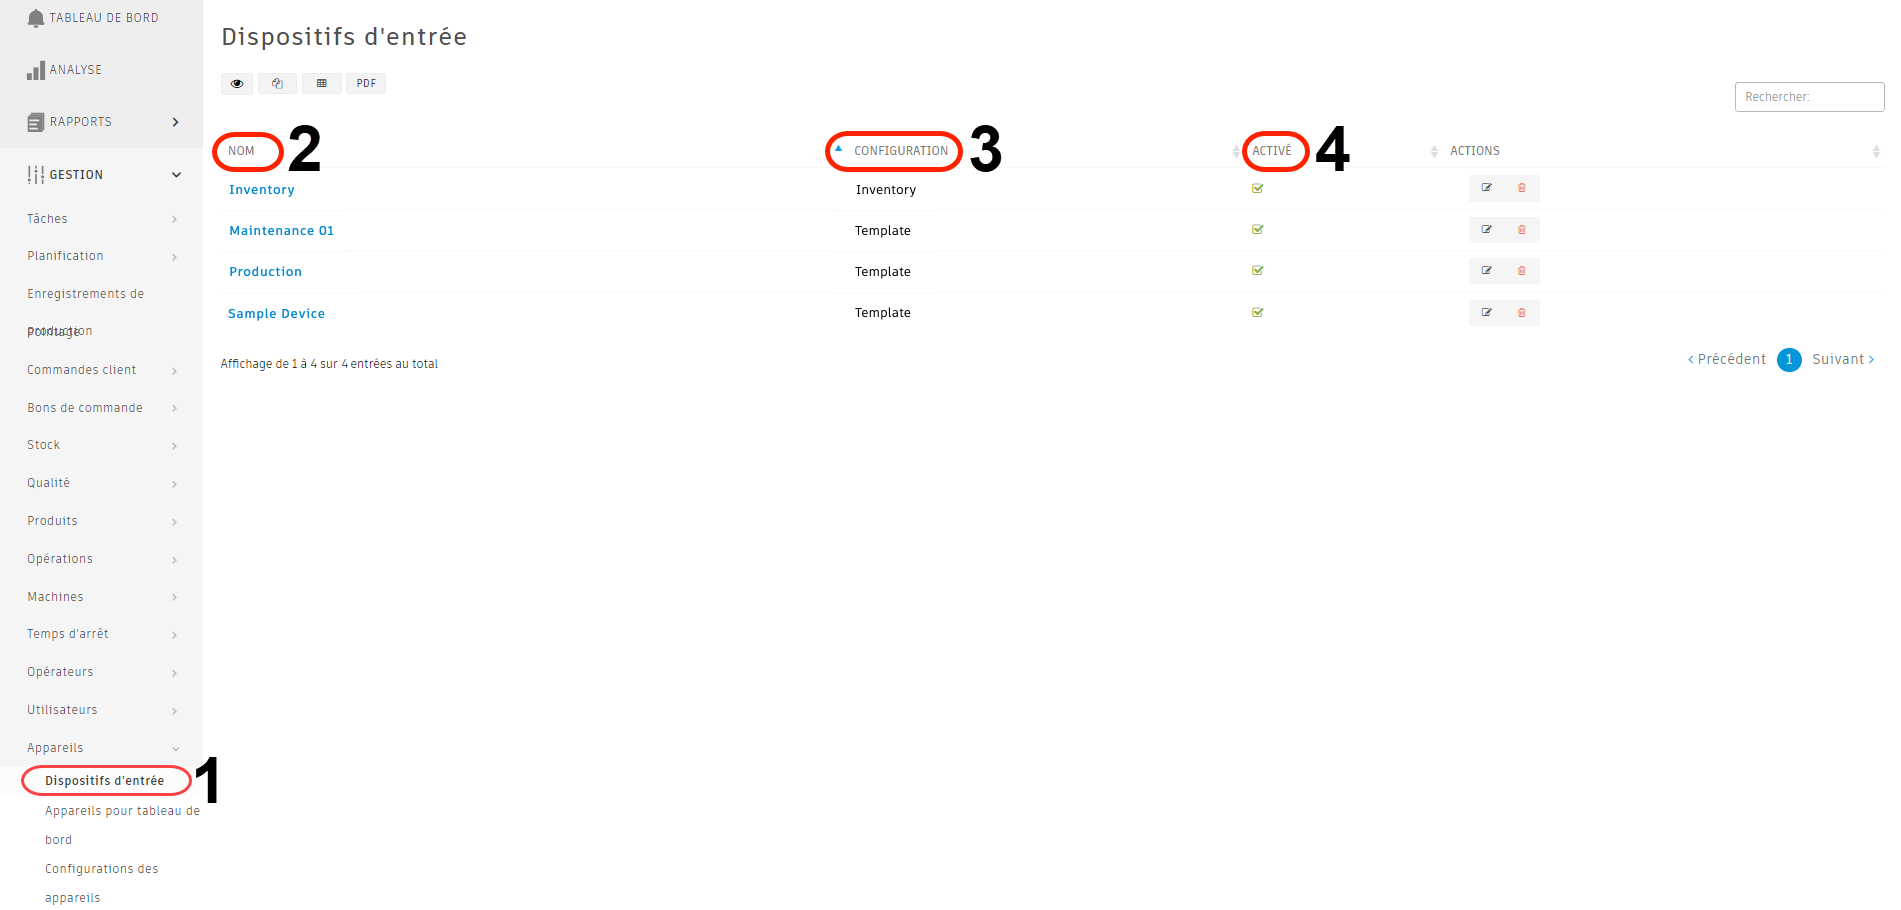 TABLEAU DE BORD
ANALYSE
RAPPORTS
GESTION
Tâches
Planification
Enregistrements de
production
Pointage
Commandes client
Bons de commande
Stock
Qualité
Produits
Opérations
Machines
Temps d'arrêt
Opérateurs
Utilisateurs
Appareils
Dispositifs d'entrée 1
Appareils pour tableau de
bord
Configurations des
appareils
Dispositifs d'entrée
PDF
Rechercher:
NOM 2 CONFIGURATION 3 ACTIVÉ 4 ACTIONS
Inventory Inventory
Maintenance 01 Template
Production Template
Sample Device Template
Affichage de 1 à 4 sur 4 entrées au total
Précédent 1 Suivant